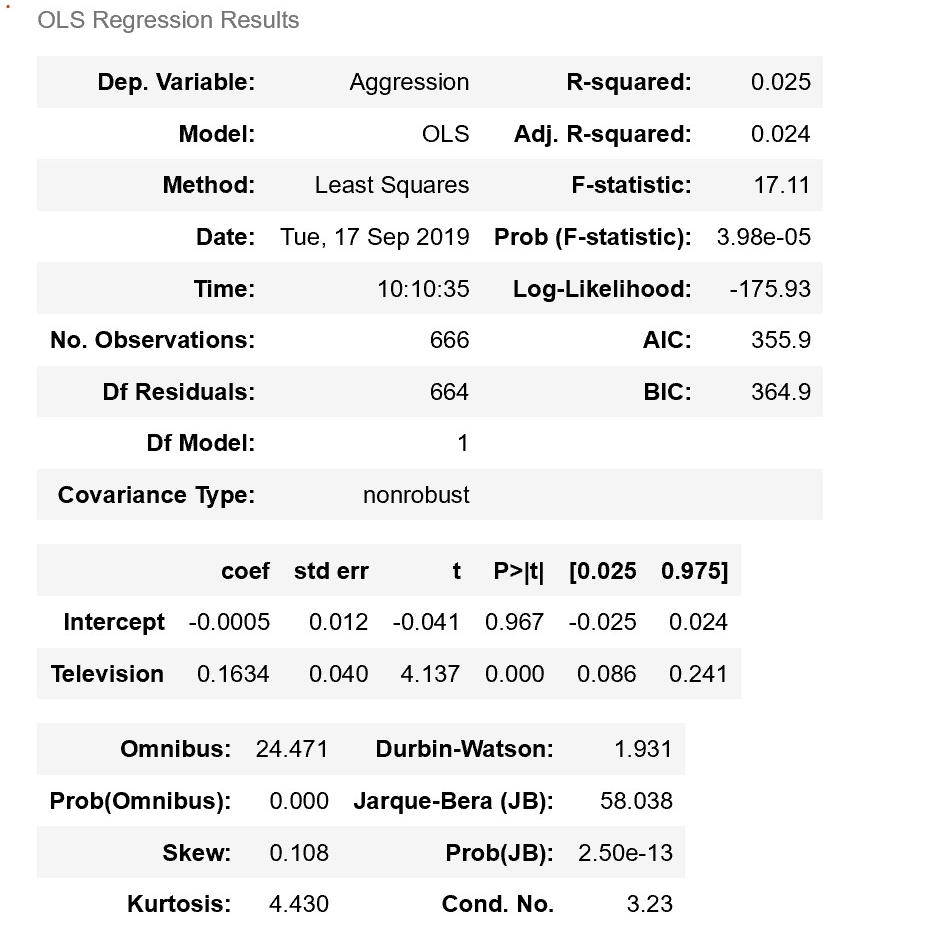 OLS Regression Results
Dep. Variable: Aggression R-squared: 0.025
Model: OLS Adj. R-squared: 0.024
Method: Least Squares F-statistic: 17.11
Date: Tue, 17 Sep 2019 Prob (F-statistic): 3.98e-05
Time: 10:10:35 Log-Likelihood: -175.93
No. Observations: 666 AIC: 355.9
Df Residuals: 664 BIC: 364.9
Df Model: 1
Covariance Type: nonrobust
coef std err t P>|t| [0.025 0.975]
Intercept -0.0005 0.012 -0.041 0.967 -0.025 0.024
Television 0.1634 0.040 4.137 0.000 0.086 0.241
Omnibus: 24.471 Durbin-Watson: 1.931
Prob(Omnibus): 0.000 Jarque-Bera (JB): 58.038
Skew: 0.108 Prob(JB): 2.50e-13
Kurtosis: 4.430 Cond. No. 3.23